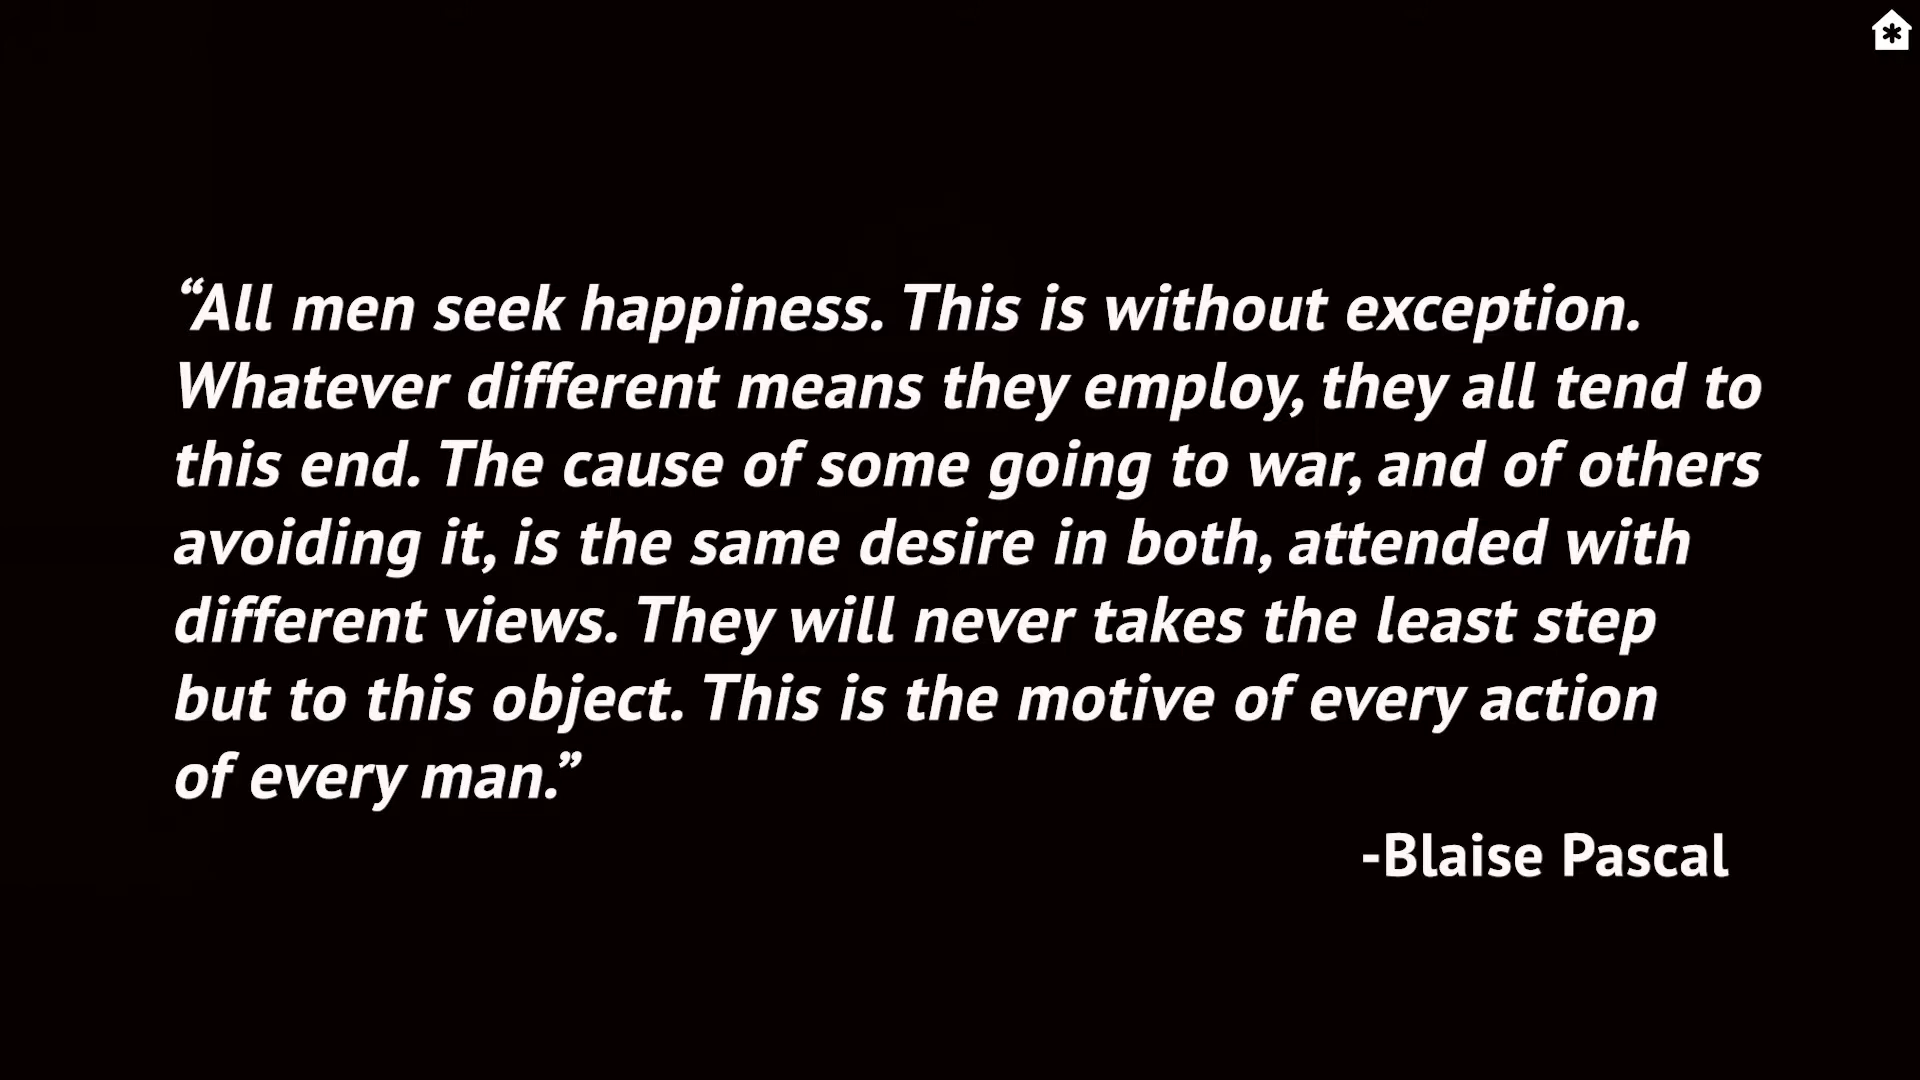 “All men seek happiness. This is without exception.
Whatever different means they employ, they all tend to
this end. The cause of some going to war, and of others
avoiding it, is the same desire in both, attended with
different views. They will never takes the least step
but to this object. This is the motive of every action
of every man.”
-Blaise Pascal